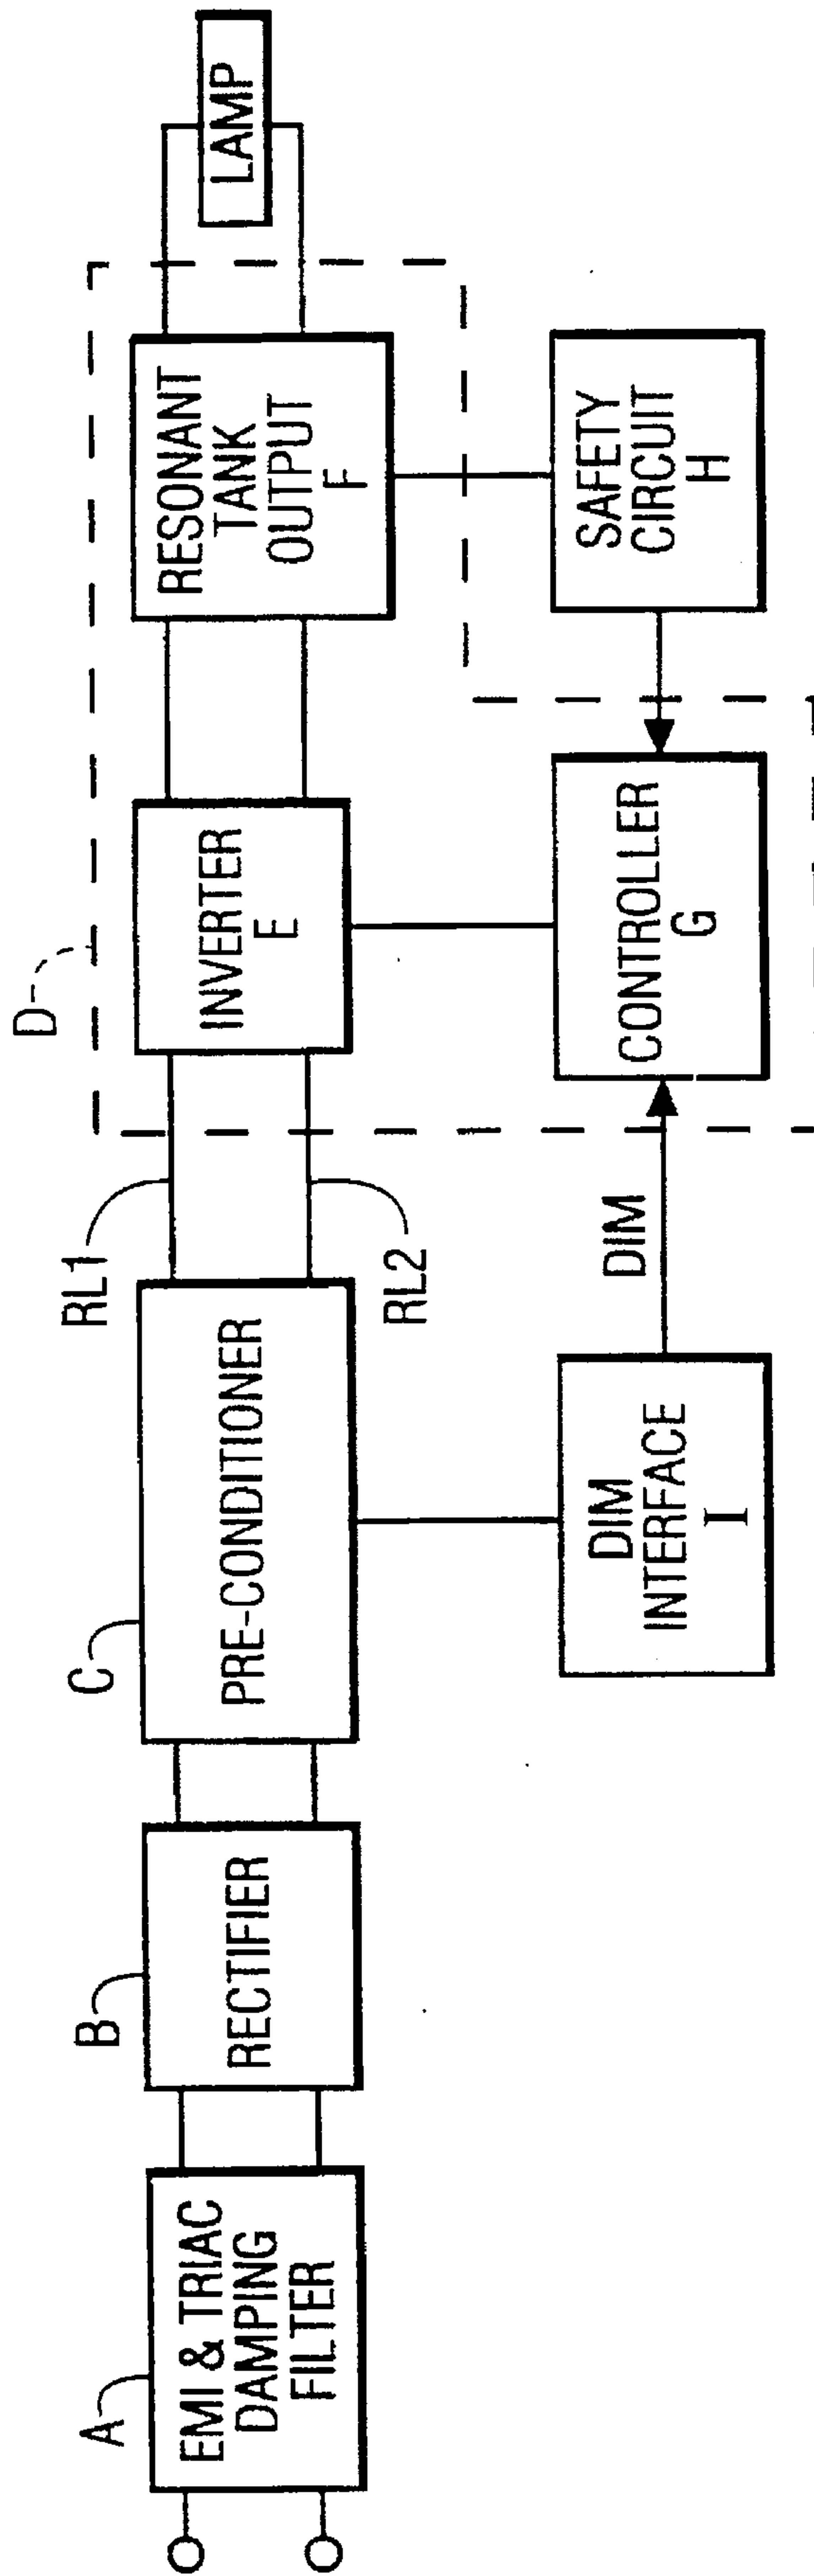 A
EMI & TRIAC
DAMPING
FILTER
B
RECTIFIER
C
PRE-CONDITIONER
RL1
RL2
D
INVERTER
E
RESONANT
TANK
OUTPUT
F
LAMP
DIM
INTERFACE
I
DIM
CONTROLLER
G
SAFETY
CIRCUIT
H